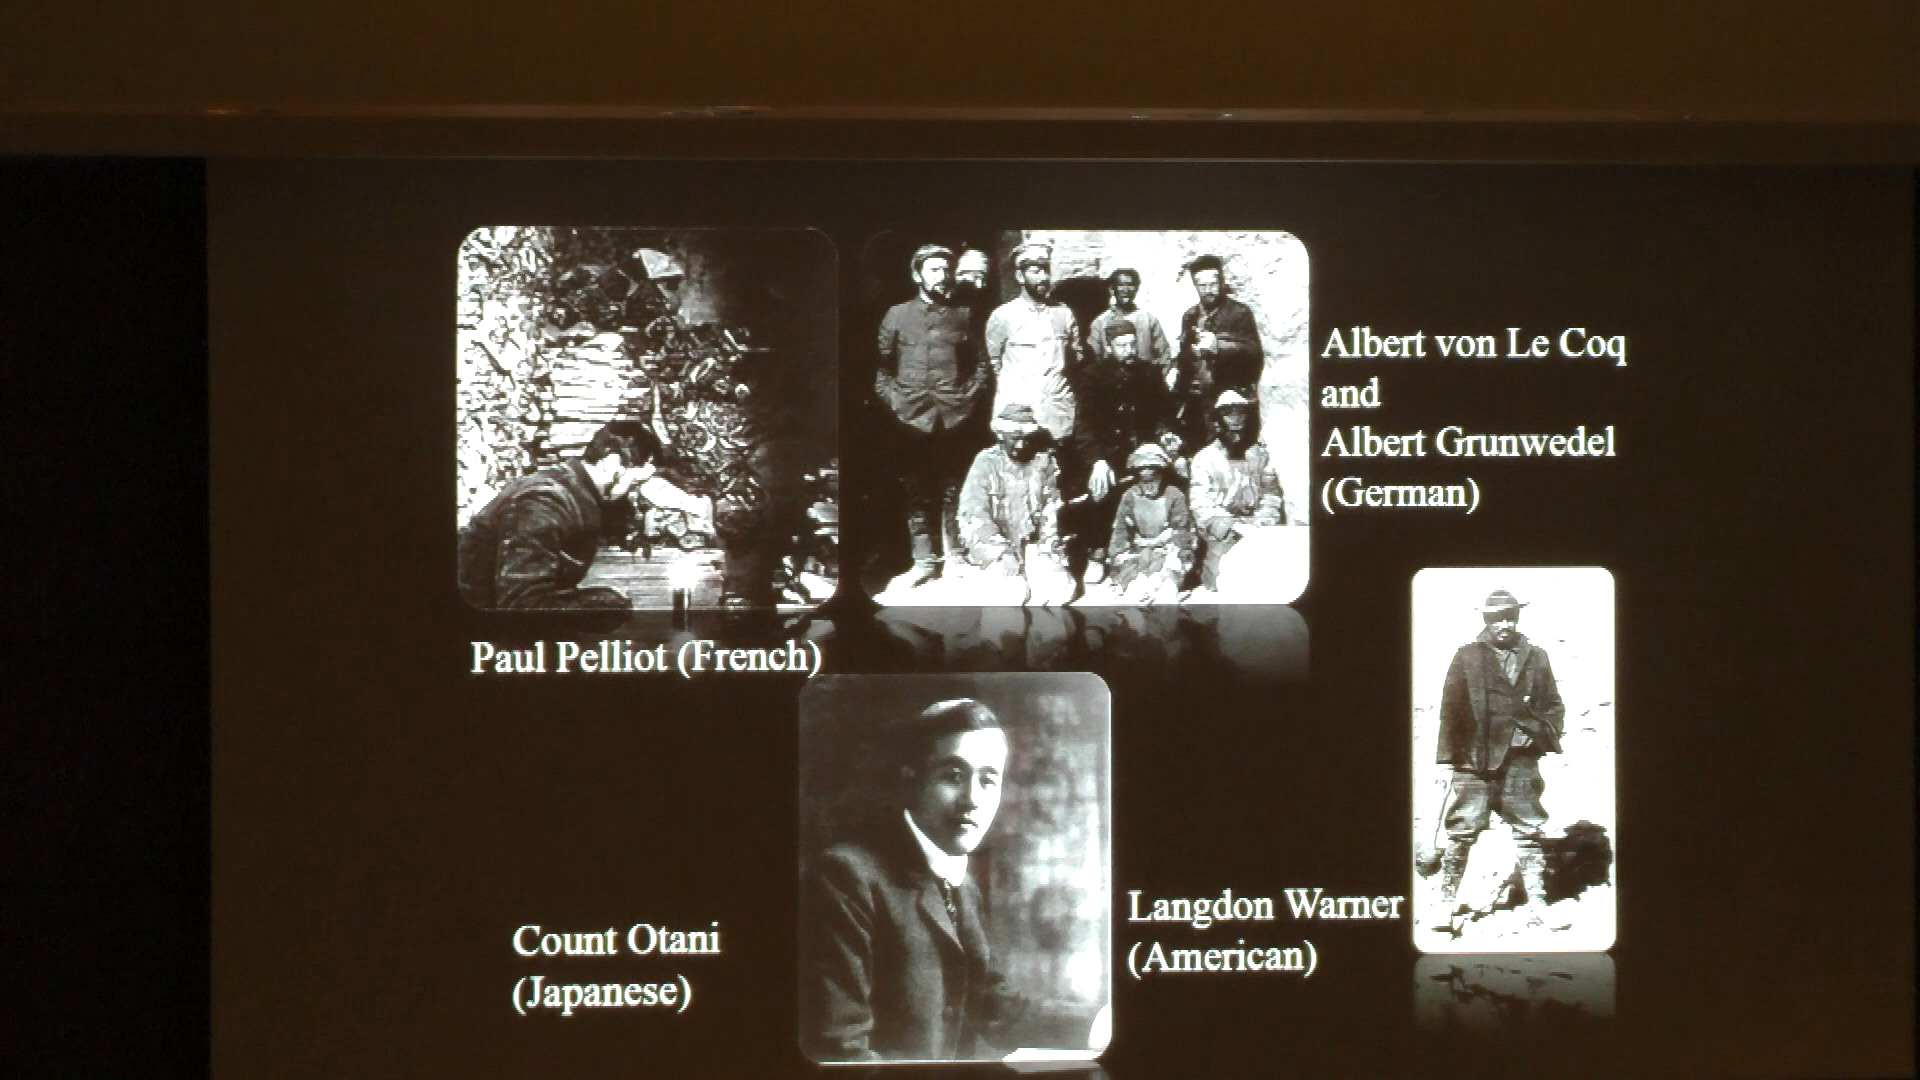 Albert von Le Coq
and
Albert Grunwedel
(German)
Paul Pelliot (French)
Langdon Warner
(American)
Count Otani
(Japanese)